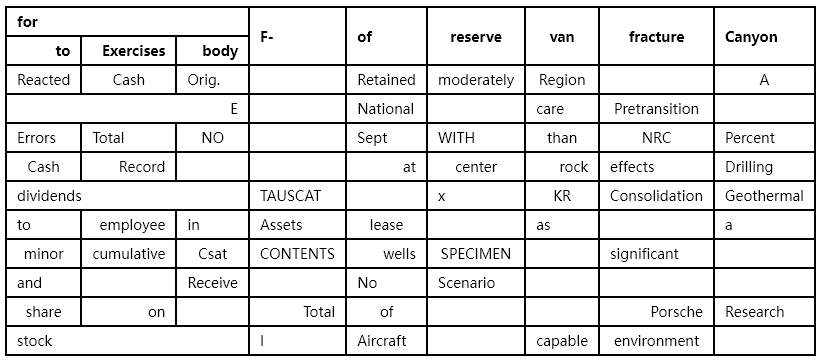 for F- of reserve van fracture Canyon
to Exercises body
Reacted Cash Orig. Retained moderately Region A
E National care Pretransition
Errors Total NO Sept WITH than NRC Percent
Cash Record at center rock effects Drilling
dividends TAUSCAT x KR Consolidation Geothermal
to employee in Assets lease as a
minor cumulative Csat CONTENTS wells SPECIMEN significant
and Receive No Scenario
share on Total of Porsche Research
stock I Aircraft capable environment